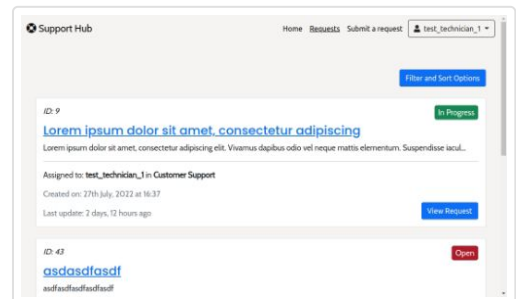 Support Hub
Home Requests Submit a request test_technician_1
Filter and Sort Options
ID: 9
In Progress
Lorem ipsum dolor sit amet, consectetur adipiscing
Lorem ipsum dolor sit amet, consectetur adipiscing elit. Vivamus dapibus odio vel neque mattis elementum. Suspendisse iacul...
Assigned to: test_technician_1 in Customer Support
Created on: 27th July, 2022 at 16:37
Last update: 2 days, 12 hours ago
View Request
ID: 43
Open
asdasdfasdf
asdfasdfasdfasdfasdf